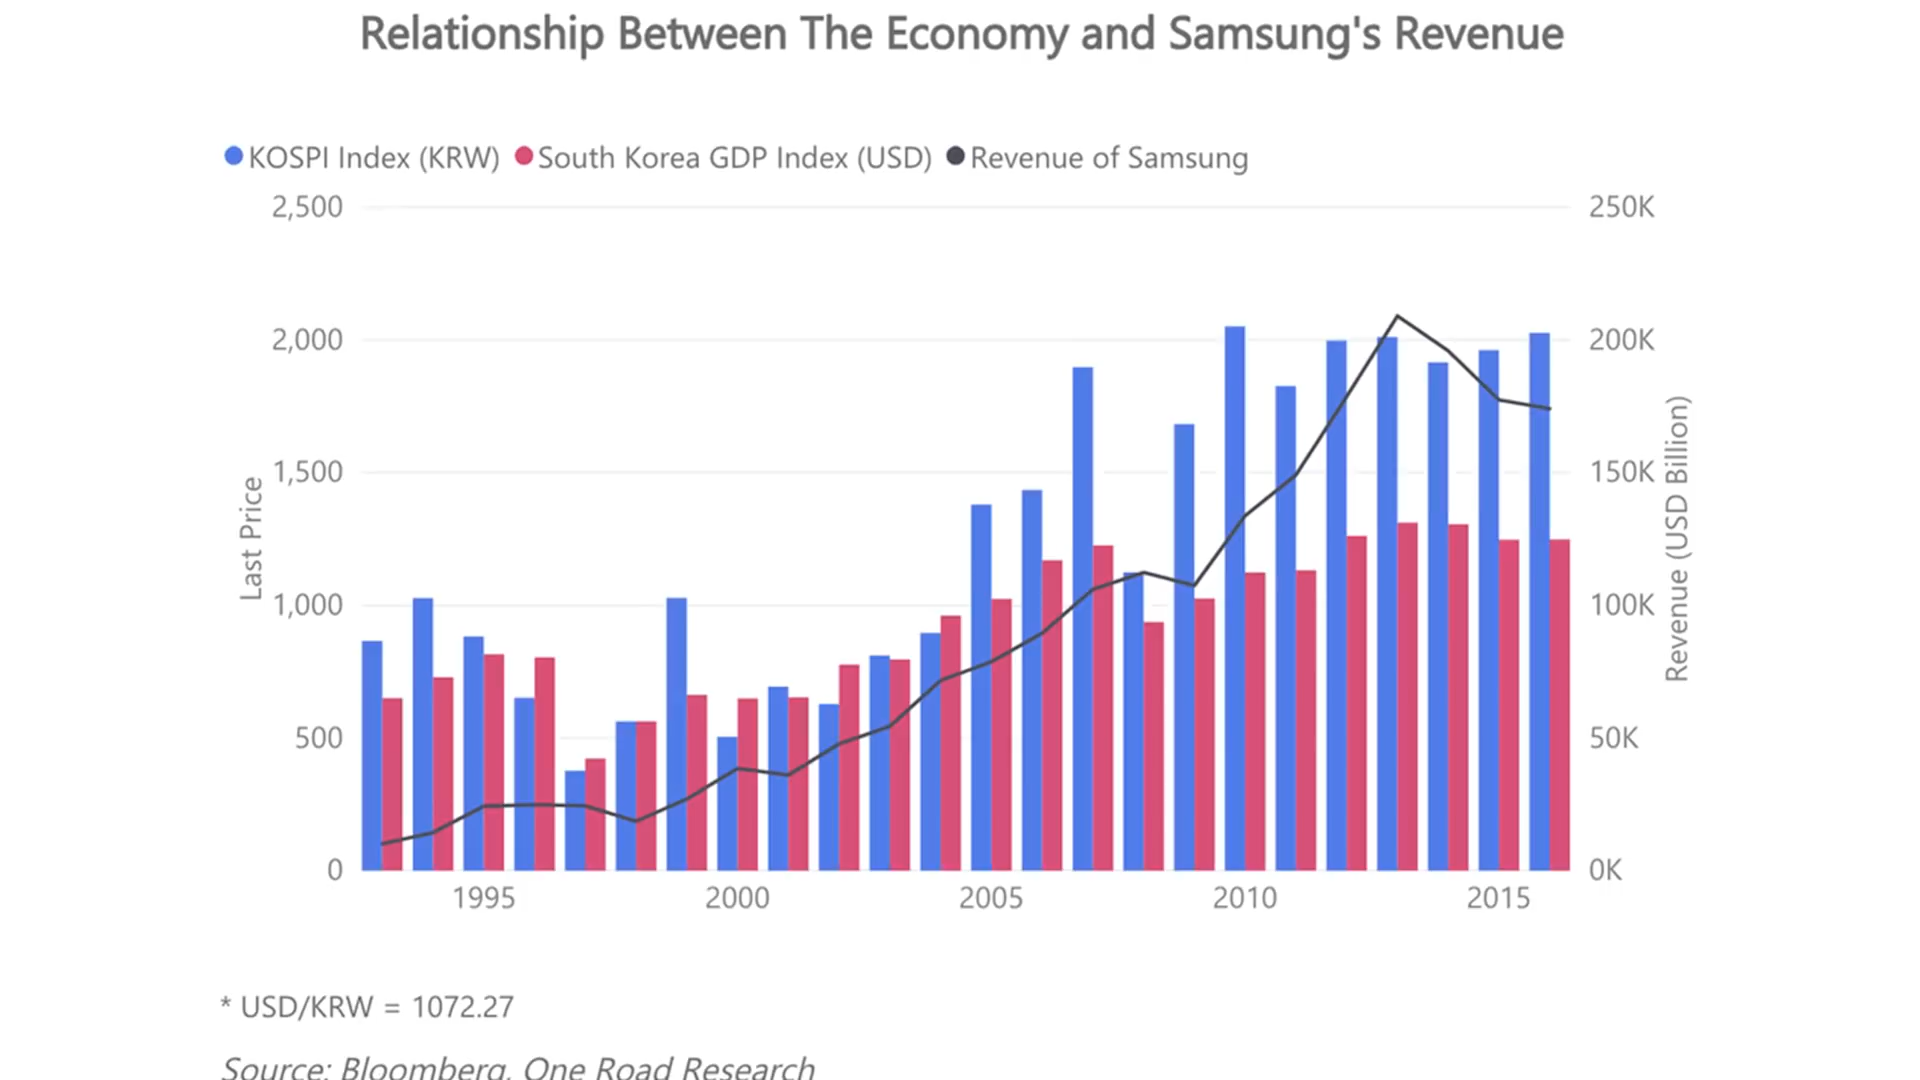 Relationship Between The Economy and Samsung's Revenue
KOSPI Index (KRW) South Korea GDP Index (USD) Revenue of Samsung
2,500 250K
2,000 200K
1,500 150K
1,000 100K
500 50K
0 0K
Last Price
Revenue (USD Billion)
1995 2000 2005 2010 2015
* USD/KRW = 1072.27
Source: Bloomberg, One Road Research